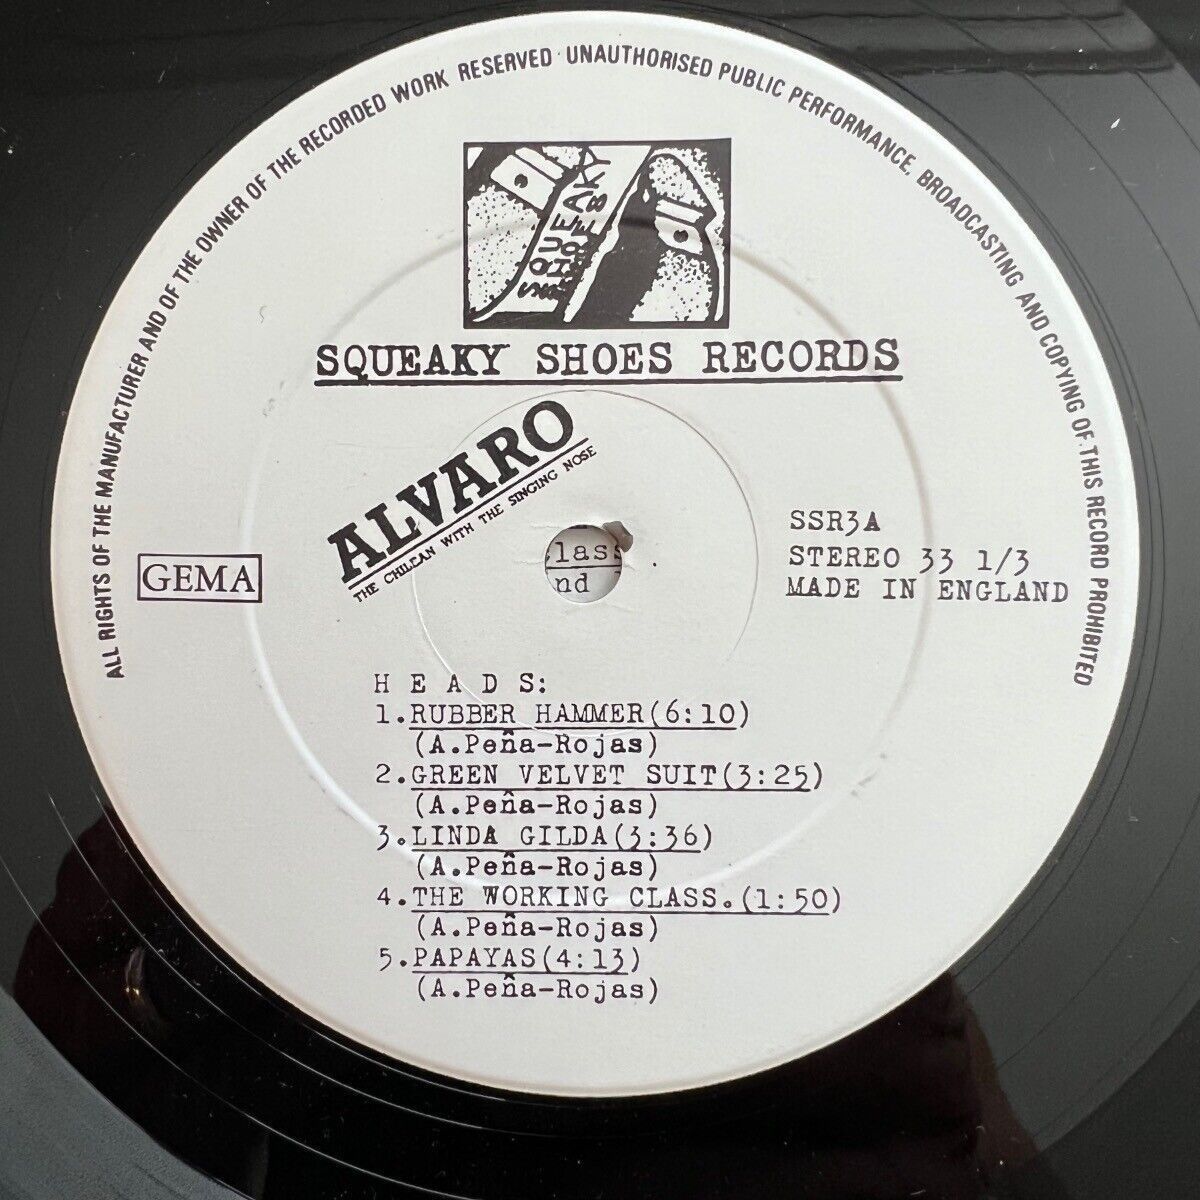 ALL RIGHTS OF THE MANUFACTURER AND OF THE OWNER OF THE RECORDED WORK RESERVED · UNAUTHORISED PUBLIC PERFORMANCE, BROADCASTING AND COPYING OF THIS RECORD PROHIBITED
SQUEAKY
SHOES
SQUEAKY SHOES RECORDS
ALVARO
THE CHILEAN WITH THE SINGING NOSE
GEMA
lass
nd
SSR3A
STEREO 33 1/3
MADE IN ENGLAND
H E A D S:
1.RUBBER HAMMER(6:10)
(A.Peña-Rojas)
2.GREEN VELVET SUIT(3:25)
(A.Peña-Rojas)
3.LINDA GILDA(3:36)
(A.Peña-Rojas)
4.THE WORKING CLASS.(1:50)
(A.Peña-Rojas)
5.PAPAYAS(4:13)
(A.Peña-Rojas)